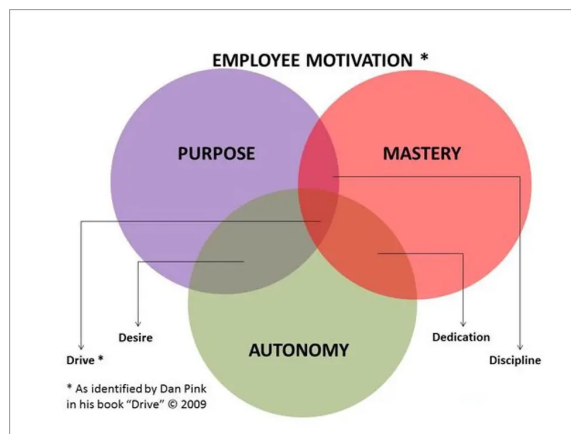 EMPLOYEE MOTIVATION *
PURPOSE
MASTERY
AUTONOMY
Desire
Dedication
Drive *
Discipline
* As identified by Dan Pink
in his book “Drive” © 2009